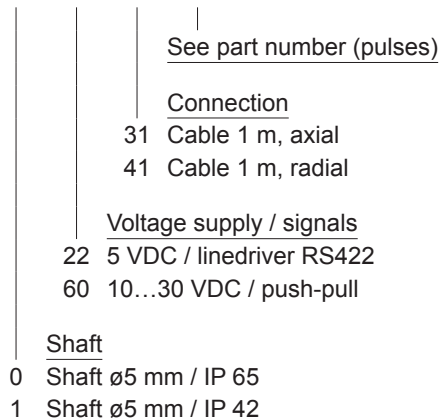 See part number (pulses)
Connection
31 Cable 1 m, axial
41 Cable 1 m, radial
Voltage supply / signals
22 5 VDC / linedriver RS422
60 10…30 VDC / push-pull
Shaft
0 Shaft ø5 mm / IP 65
1 Shaft ø5 mm / IP 42